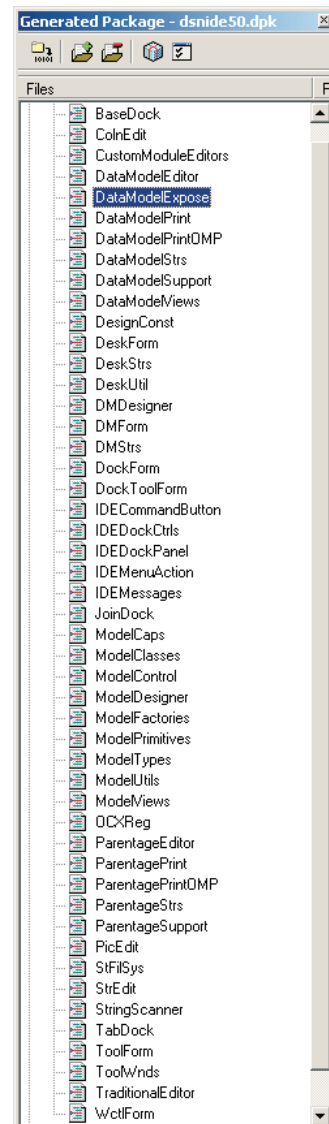 Generated Package - dsnide50.dpk
Files
F
BaseDock
ColnEdit
CustomModuleEditors
DataModelEditor
DataModelExpose
DataModelPrint
DataModelPrintOMP
DataModelStrs
DataModelSupport
DataModelViews
DesignConst
DeskForm
DeskStrs
DeskUtil
DMDesigner
DMForm
DMStrs
DockForm
DockToolForm
IDECommandButton
IDEDockCtrls
IDEDockPanel
IDEMenuAction
IDEMessages
JoinDock
ModelCaps
ModelClasses
ModelControl
ModelDesigner
ModelFactories
ModelPrimitives
ModelTypes
ModelUtils
ModelViews
OCXReg
ParentageEditor
ParentagePrint
ParentagePrintOMP
ParentageStrs
ParentageSupport
PicEdit
StFilSys
StrEdit
StringScanner
TabDock
ToolForm
ToolWnds
TraditionalEditor
WctlForm